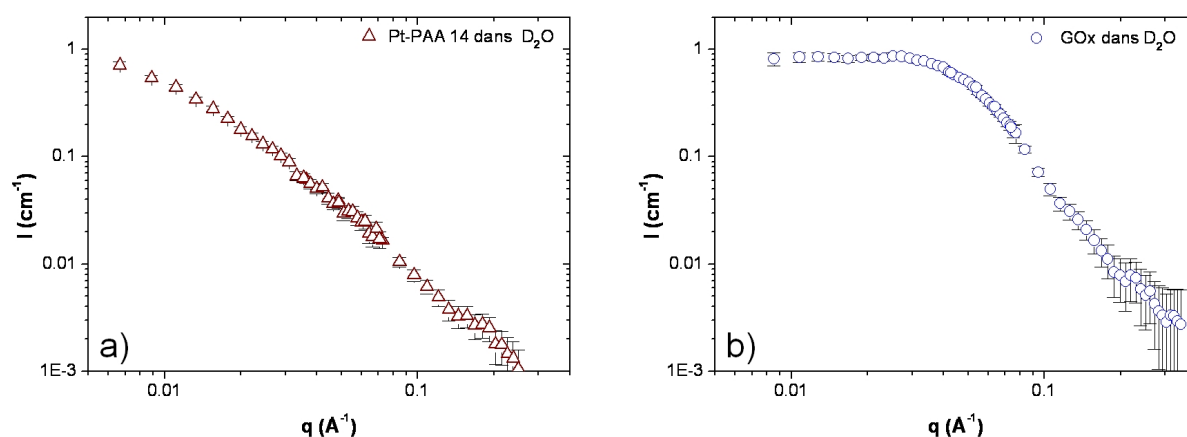 Pt-PAA 14 dans D₂O
1
0.1
0.01
1E-3
I (cm⁻¹)
a)
0.01
0.1
q (A⁻¹)
GOx dans D₂O
1
0.1
0.01
1E-3
I (cm⁻¹)
b)
0.01
0.1
q (A⁻¹)